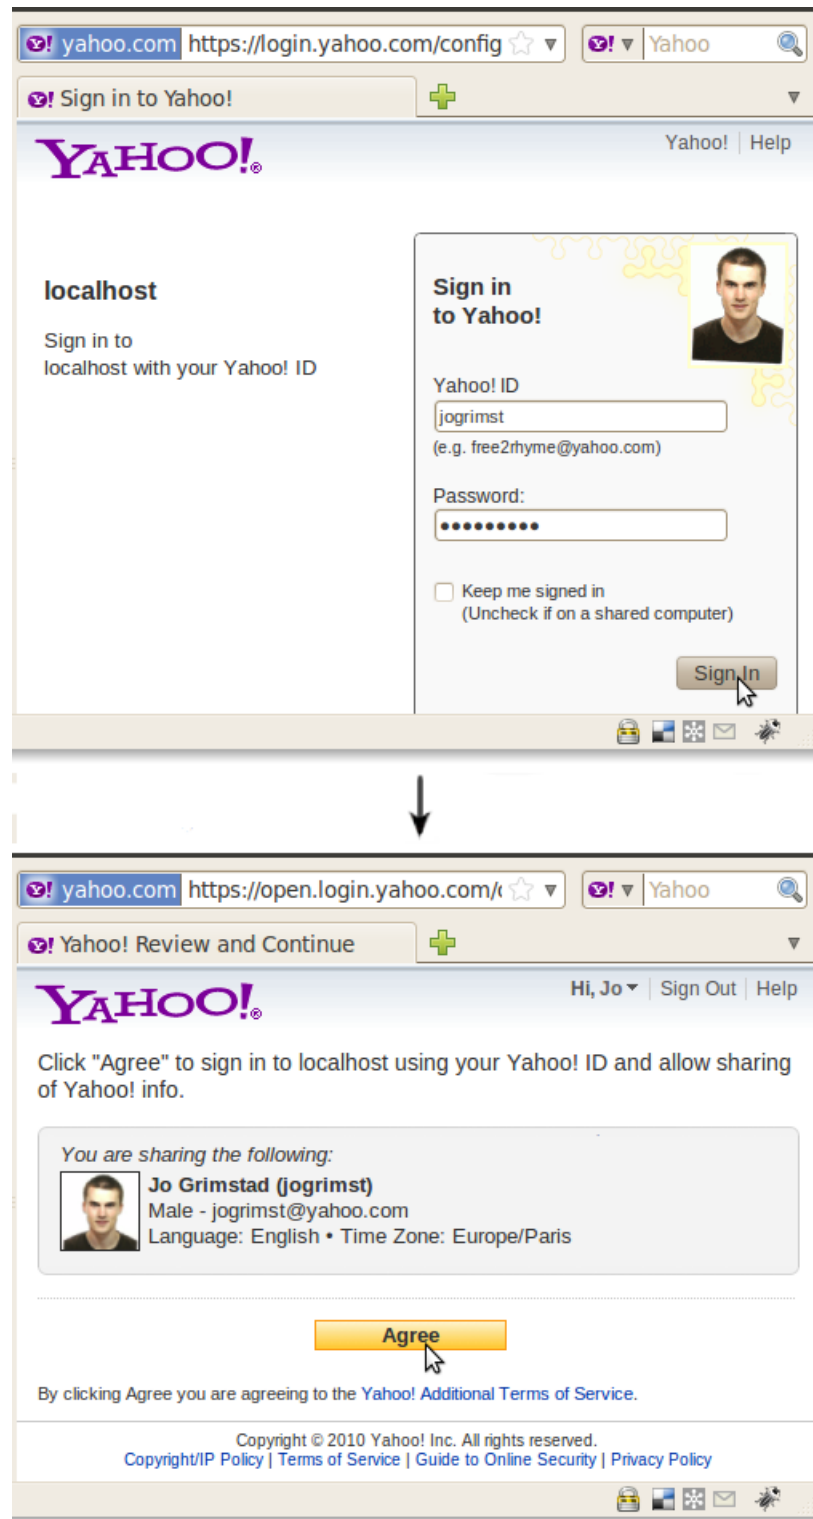 yahoo.com https://login.yahoo.com/config Yahoo
Sign in to Yahoo!
YAHOO!® Yahoo! | Help
localhost
Sign in to
localhost with your Yahoo! ID
Sign in
to Yahoo!
Yahoo! ID
jogrimst
(e.g. free2rhyme@yahoo.com)
Password:
•••••••••
Keep me signed in
(Uncheck if on a shared computer)
Sign In
yahoo.com https://open.login.yahoo.com/ Yahoo
Yahoo! Review and Continue
YAHOO!® Hi, Jo | Sign Out | Help
Click "Agree" to sign in to localhost using your Yahoo! ID and allow sharing
of Yahoo! info.
You are sharing the following:
Jo Grimstad (jogrimst)
Male - jogrimst@yahoo.com
Language: English • Time Zone: Europe/Paris
Agree
By clicking Agree you are agreeing to the Yahoo! Additional Terms of Service.
Copyright © 2010 Yahoo! Inc. All rights reserved.
Copyright/IP Policy | Terms of Service | Guide to Online Security | Privacy Policy